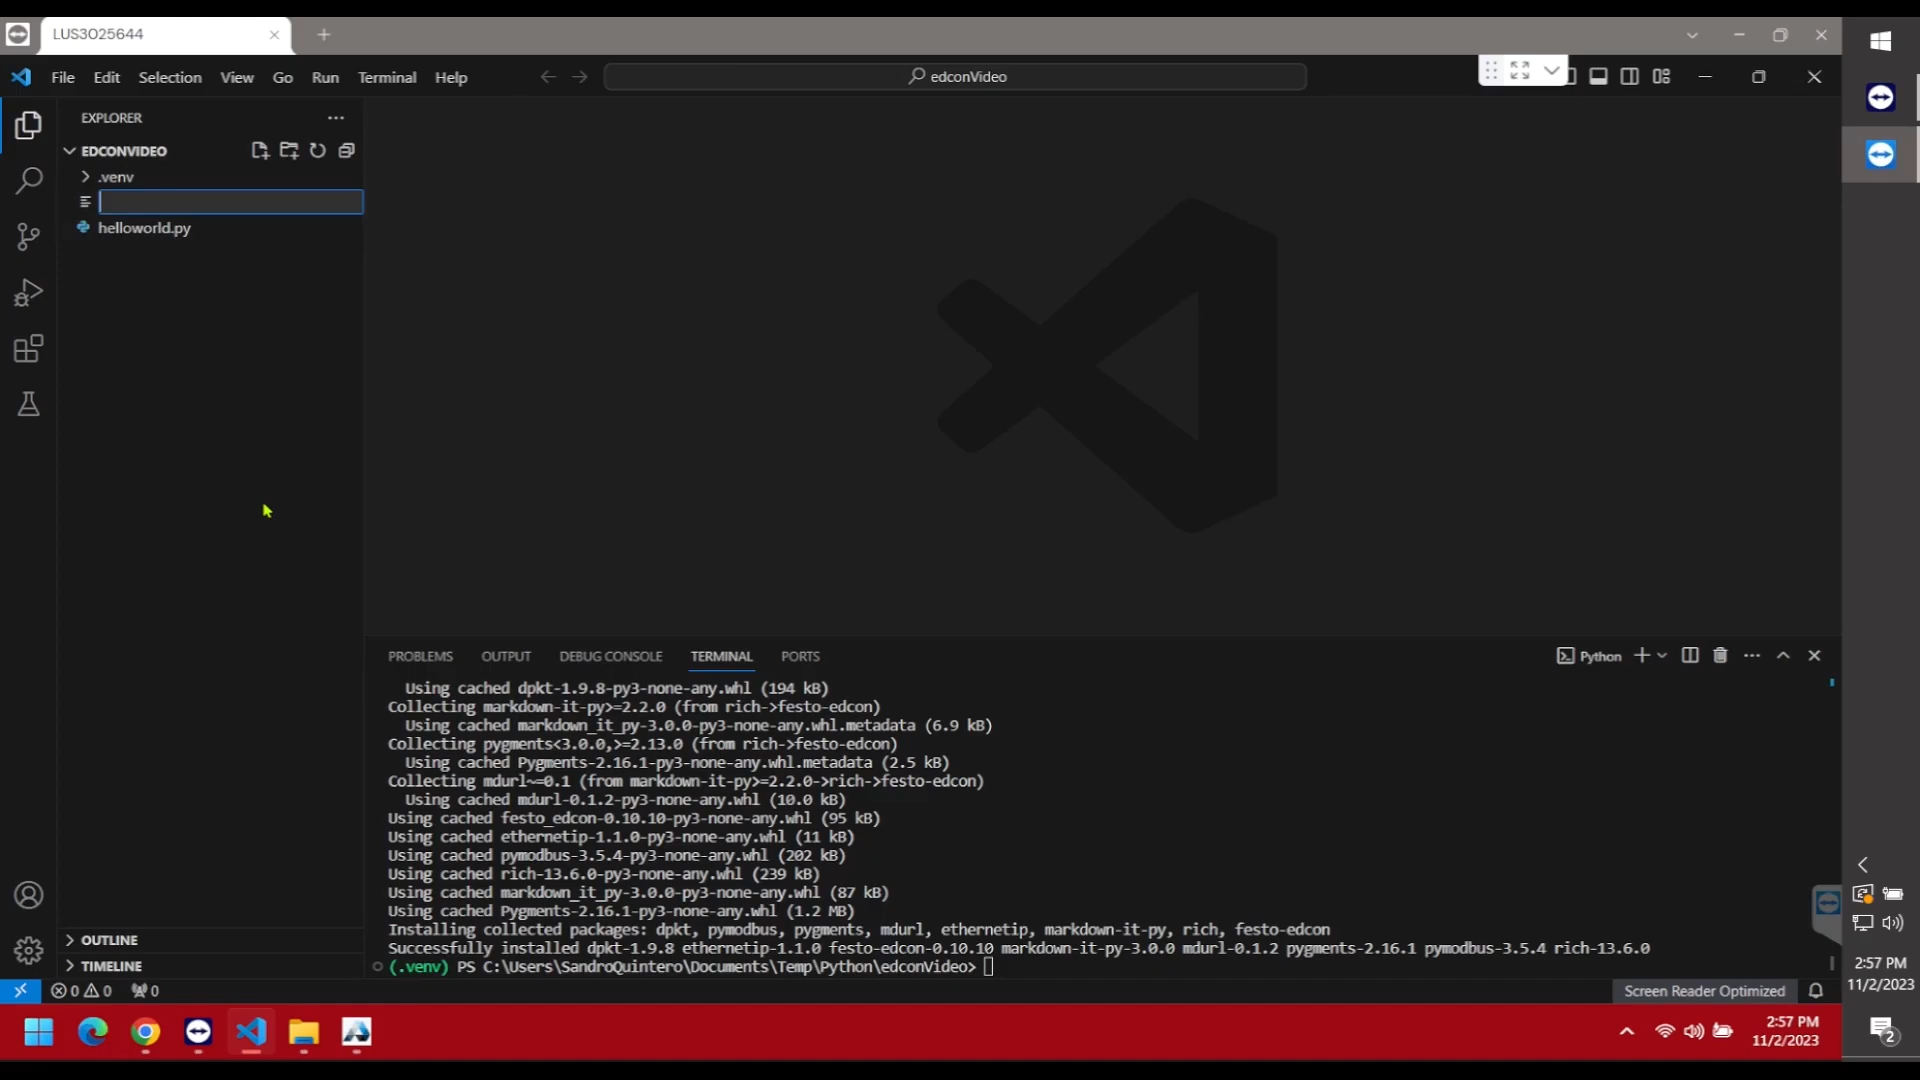 LUS3O25644
File Edit Selection View Go Run Terminal Help
edconVideo
EXPLORER
EDCONVIDEO
.venv
helloworld.py
PROBLEMS OUTPUT DEBUG CONSOLE TERMINAL PORTS
Python
Using cached dpkt-1.9.8-py3-none-any.whl (194 kB)
Collecting markdown-it-py>=2.2.0 (from rich->festo-edcon)
Using cached markdown_it_py-3.0.0-py3-none-any.whl.metadata (6.9 kB)
Collecting pygments<3.0.0,>=2.13.0 (from rich->festo-edcon)
Using cached Pygments-2.16.1-py3-none-any.whl.metadata (2.5 kB)
Collecting mdurl~=0.1 (from markdown-it-py>=2.2.0->rich->festo-edcon)
Using cached mdurl-0.1.2-py3-none-any.whl (10.0 kB)
Using cached festo_edcon-0.10.10-py3-none-any.whl (95 kB)
Using cached ethernetip-1.1.0-py3-none-any.whl (11 kB)
Using cached pymodbus-3.5.4-py3-none-any.whl (202 kB)
Using cached rich-13.6.0-py3-none-any.whl (239 kB)
Using cached markdown_it_py-3.0.0-py3-none-any.whl (87 kB)
Using cached Pygments-2.16.1-py3-none-any.whl (1.2 MB)
Installing collected packages: dpkt, pymodbus, pygments, mdurl, ethernetip, markdown-it-py, rich, festo-edcon
Successfully installed dpkt-1.9.8 ethernetip-1.1.0 festo-edcon-0.10.10 markdown-it-py-3.0.0 mdurl-0.1.2 pygments-2.16.1 pymodbus-3.5.4 rich-13.6.0
(.venv) PS C:\Users\SandroQuintero\Documents\Temp\Python\edconVideo>
OUTLINE
TIMELINE
0 0 0
Screen Reader Optimized
2:57 PM
11/2/2023
2:57 PM
11/2/2023
2